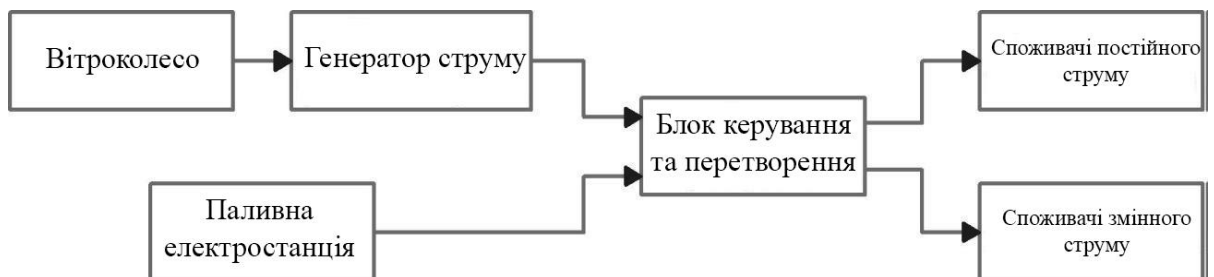 Вітроколесо
Генератор струму
Споживачі постійного
струму
Блок керування
та перетворення
Паливна
електростанція
Споживачі змінного
струму